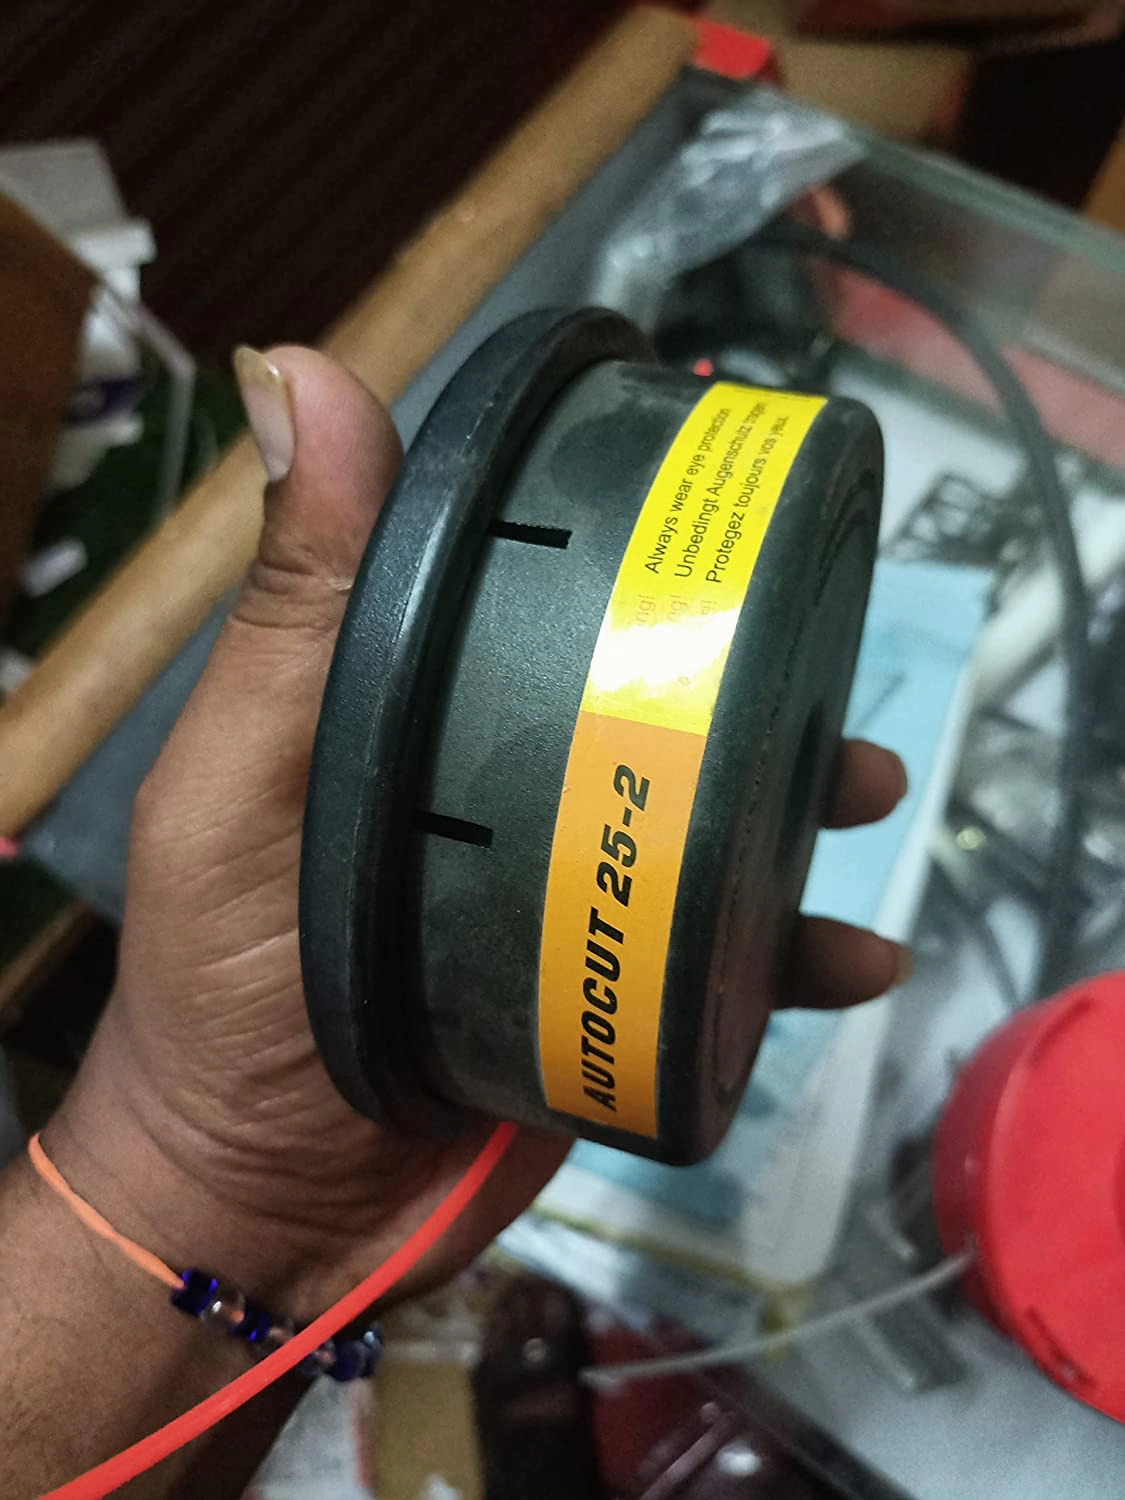 Always wear eye protection
Unbedingt Augenschutz tragen
Protegez toujours vos yeux
AUTOCUT 25-2